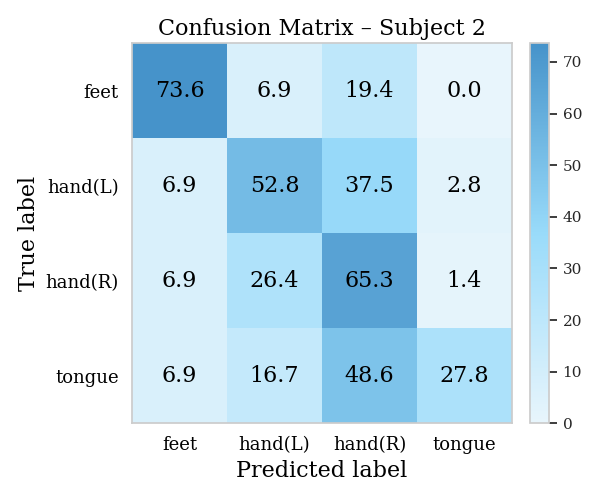 Confusion Matrix – Subject 2
feet 73.6 6.9 19.4 0.0
hand(L) 6.9 52.8 37.5 2.8
hand(R) 6.9 26.4 65.3 1.4
tongue 6.9 16.7 48.6 27.8
feet hand(L) hand(R) tongue
Predicted label
True label
70
60
50
40
30
20
10
0